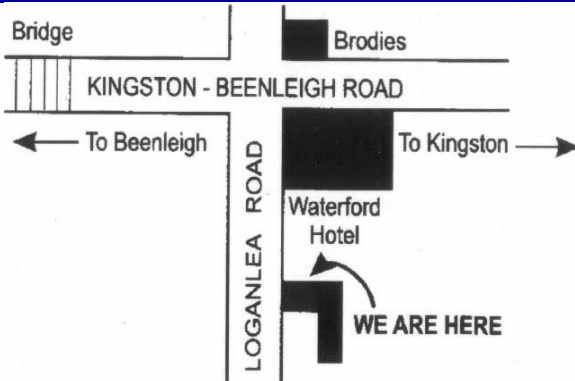 Bridge
Brodies
KINGSTON - BEENLEIGH ROAD
To Beenleigh
To Kingston
Waterford
Hotel
LOGANLEA ROAD
WE ARE HERE